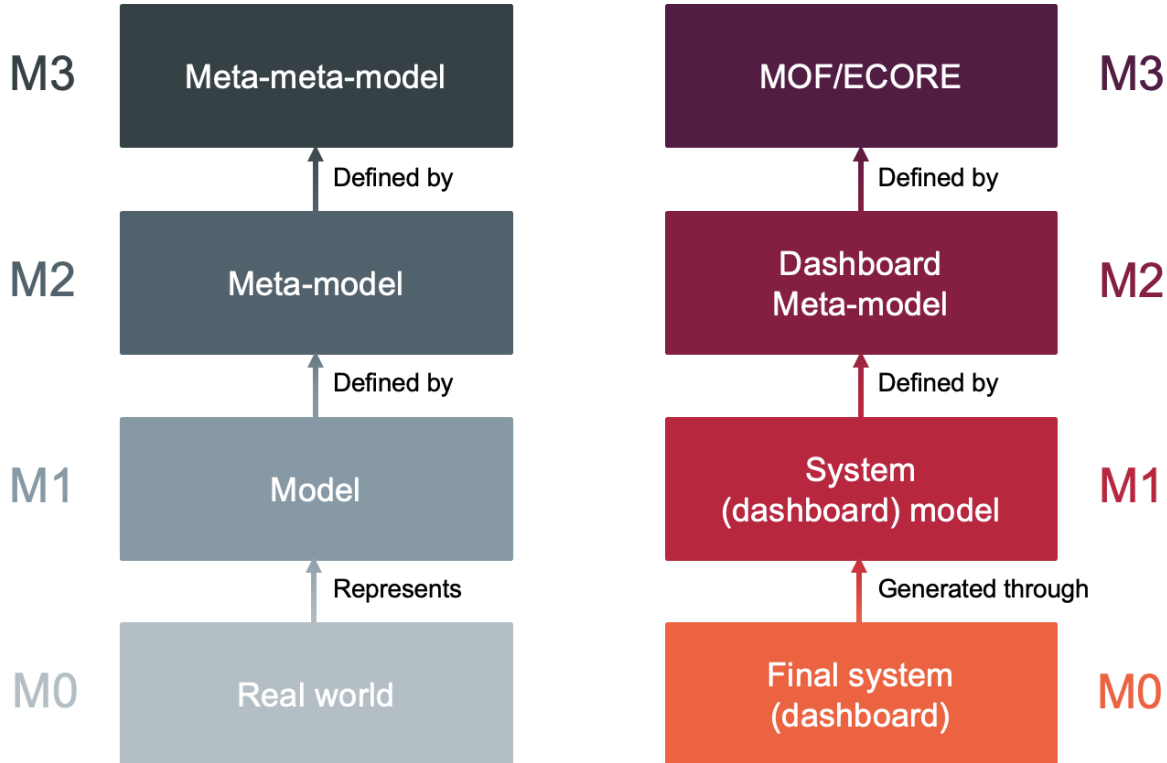 M3
Meta-meta-model
MOF/ECORE
M3
Defined by
Defined by
M2
Meta-model
Dashboard
Meta-model
M2
Defined by
Defined by
M1
Model
System
(dashboard) model
M1
Represents
Generated through
M0
Real world
Final system
(dashboard)
M0